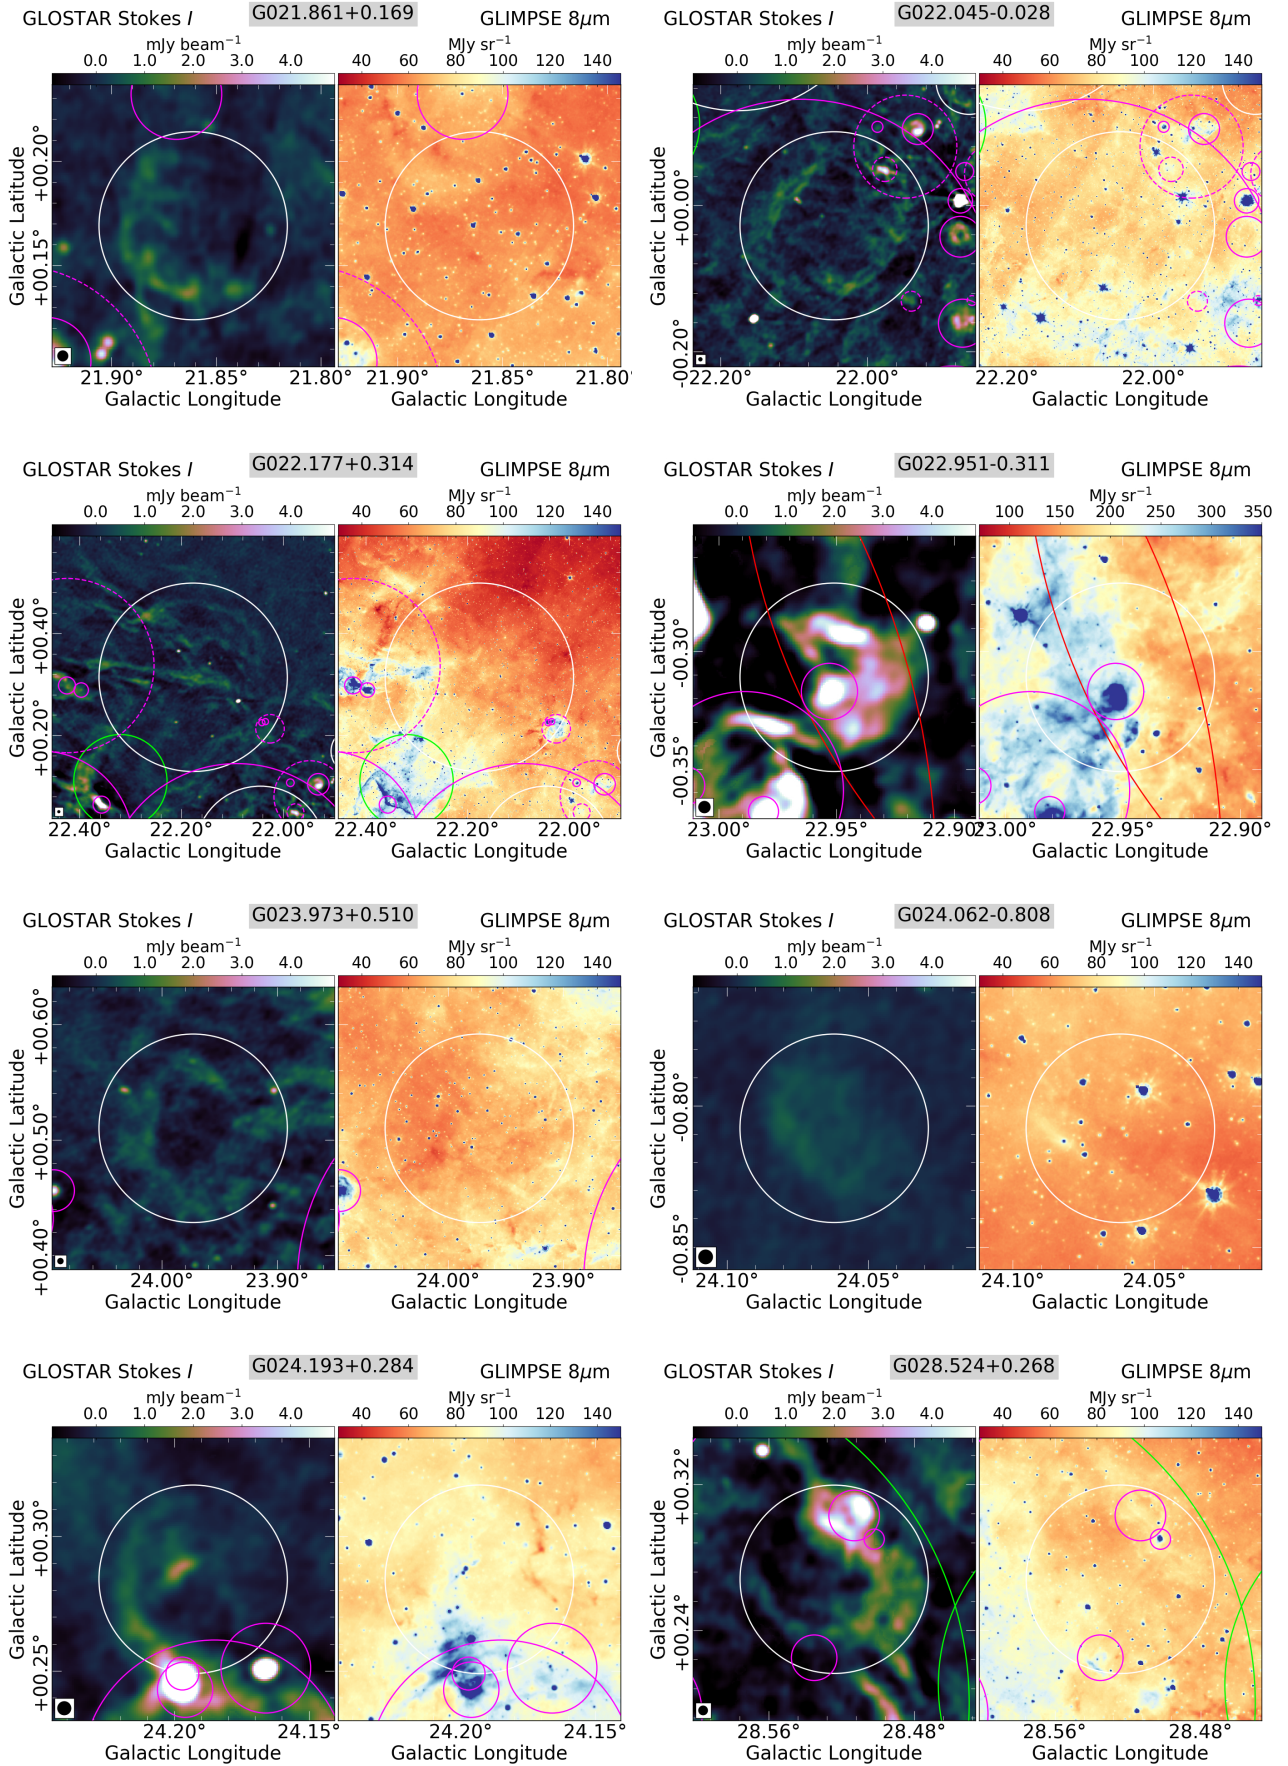 GLOSTAR Stokes I G021.861+0.169 GLIMPSE 8μm
mJy beam⁻¹ MJy sr⁻¹
0.0 1.0 2.0 3.0 4.0 40 60 80 100 120 140
Galactic Latitude
+00.20°
+00.15°
21.90° 21.85° 21.80 21.90° 21.85° 21.80°
Galactic Longitude Galactic Longitude
GLOSTAR Stokes I G022.045-0.028 GLIMPSE 8μm
mJy beam⁻¹ MJy sr⁻¹
0.0 1.0 2.0 3.0 4.0 40 60 80 100 120 140
Galactic Latitude
+00.00°
-00.20°
22.20° 22.00° 22.20° 22.00°
Galactic Longitude Galactic Longitude
GLOSTAR Stokes I G022.177+0.314 GLIMPSE 8μm
mJy beam⁻¹ MJy sr⁻¹
0.0 1.0 2.0 3.0 4.0 40 60 80 100 120 140
Galactic Latitude
+00.40°
+00.20°
22.40° 22.20° 22.00° 22.40° 22.20° 22.00°
Galactic Longitude Galactic Longitude
GLOSTAR Stokes I G022.951-0.311 GLIMPSE 8μm
mJy beam⁻¹ MJy sr⁻¹
0.0 1.0 2.0 3.0 4.0 100 150 200 250 300 350
Galactic Latitude
-00.30°
-00.35°
23.00° 22.95° 22.90° 23.00° 22.95° 22.90°
Galactic Longitude Galactic Longitude
GLOSTAR Stokes I G023.973+0.510 GLIMPSE 8μm
mJy beam⁻¹ MJy sr⁻¹
0.0 1.0 2.0 3.0 4.0 40 60 80 100 120 140
Galactic Latitude
+00.60°
+00.50°
+00.40°
24.00° 23.90° 24.00° 23.90°
Galactic Longitude Galactic Longitude
GLOSTAR Stokes I G024.062-0.808 GLIMPSE 8μm
mJy beam⁻¹ MJy sr⁻¹
0.0 1.0 2.0 3.0 4.0 40 60 80 100 120 140
Galactic Latitude
-00.80°
-00.85°
24.10° 24.05° 24.10° 24.05°
Galactic Longitude Galactic Longitude
GLOSTAR Stokes I G024.193+0.284 GLIMPSE 8μm
mJy beam⁻¹ MJy sr⁻¹
0.0 1.0 2.0 3.0 4.0 40 60 80 100 120 140
Galactic Latitude
+00.30°
+00.25°
24.20° 24.15° 24.20° 24.15°
Galactic Longitude Galactic Longitude
GLOSTAR Stokes I G028.524+0.268 GLIMPSE 8μm
mJy beam⁻¹ MJy sr⁻¹
0.0 1.0 2.0 3.0 4.0 40 60 80 100 120 140
Galactic Latitude
+00.32°
+00.24°
28.56° 28.48° 28.56° 28.48°
Galactic Longitude Galactic Longitude